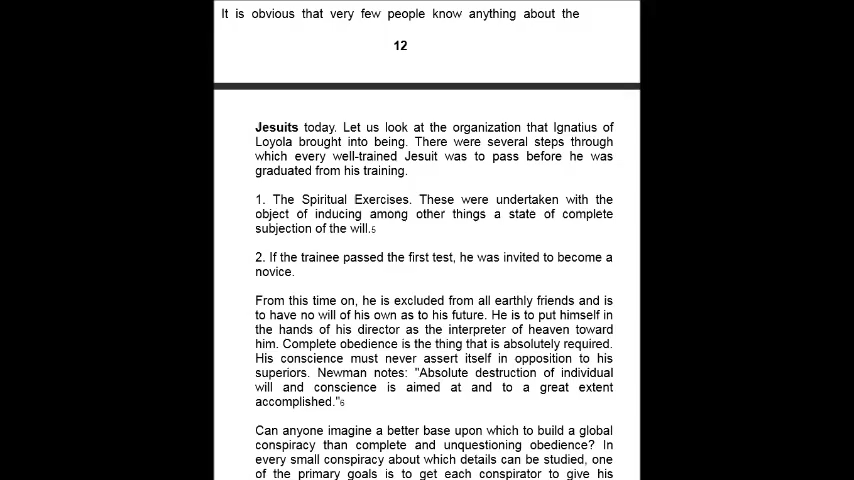 It is obvious that very few people know anything about the
12
Jesuits today. Let us look at the organization that Ignatius of
Loyola brought into being. There were several steps through
which every well-trained Jesuit was to pass before he was
graduated from his training.
1. The Spiritual Exercises. These were undertaken with the
object of inducing among other things a state of complete
subjection of the will.5
2. If the trainee passed the first test, he was invited to become a
novice.
From this time on, he is excluded from all earthly friends and is
to have no will of his own as to his future. He is to put himself in
the hands of his director as the interpreter of heaven toward
him. Complete obedience is the thing that is absolutely required.
His conscience must never assert itself in opposition to his
superiors. Newman notes: "Absolute destruction of individual
will and conscience is aimed at and to a great extent
accomplished."6
Can anyone imagine a better base upon which to build a global
conspiracy than complete and unquestioning obedience? In
every small conspiracy about which details can be studied, one
of the primary goals is to get each conspirator to give his